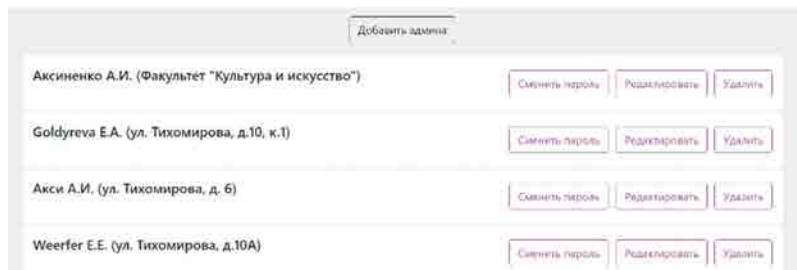 Добавить админа
Аксиненко А.И. (Факультет "Культура и искусство") Сменить пароль Редактировать Удалить
Goldyreva E.A. (ул. Тихомирова, д.10, к.1) Сменить пароль Редактировать Удалить
Акси А.И. (ул. Тихомирова, д. 6) Сменить пароль Редактировать Удалить
Weerfer E.E. (ул. Тихомирова, д.10А) Сменить пароль Редактировать Удалить